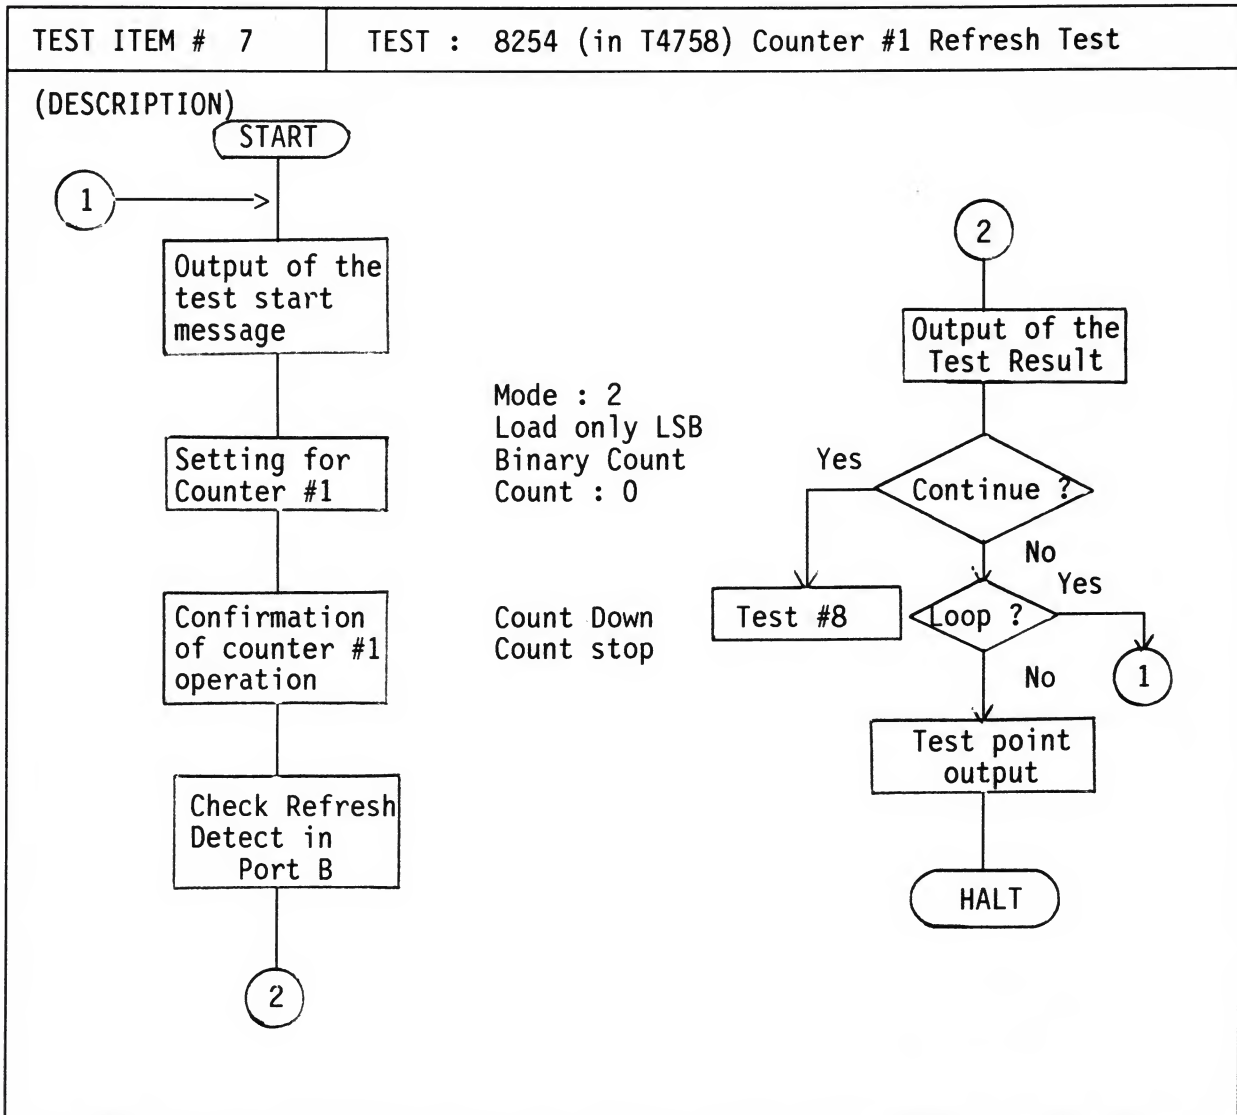 TEST ITEM # 7
TEST : 8254 (in T4758) Counter #1 Refresh Test
(DESCRIPTION)
START
1
Output of the
test start
message
Setting for
Counter #1
Mode : 2
Load only LSB
Binary Count
Count : 0
Confirmation
of counter #1
operation
Count Down
Count stop
Check Refresh
Detect in
Port B
2
2
Output of the
Test Result
Continue ?
Yes
No
Test #8
Loop ?
Yes
1
No
Test point
output
HALT